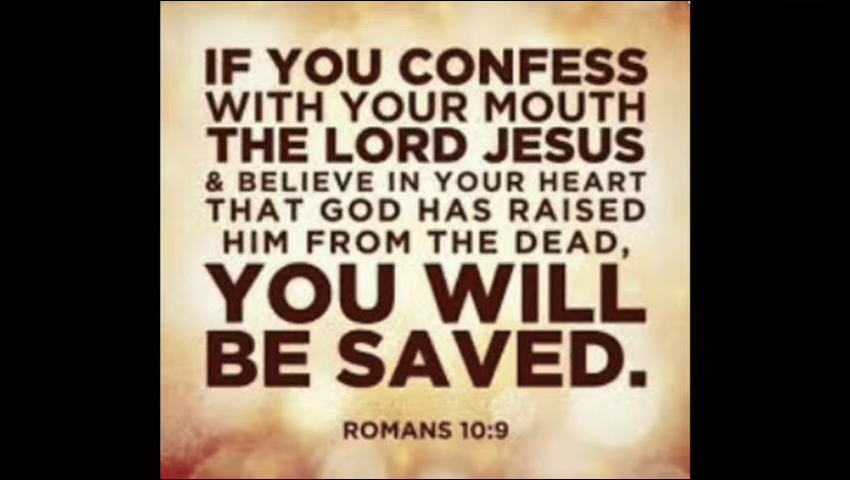 IF YOU CONFESS
WITH YOUR MOUTH
THE LORD JESUS
& BELIEVE IN YOUR HEART
THAT GOD HAS RAISED
HIM FROM THE DEAD,
YOU WILL
BE SAVED.
ROMANS 10:9